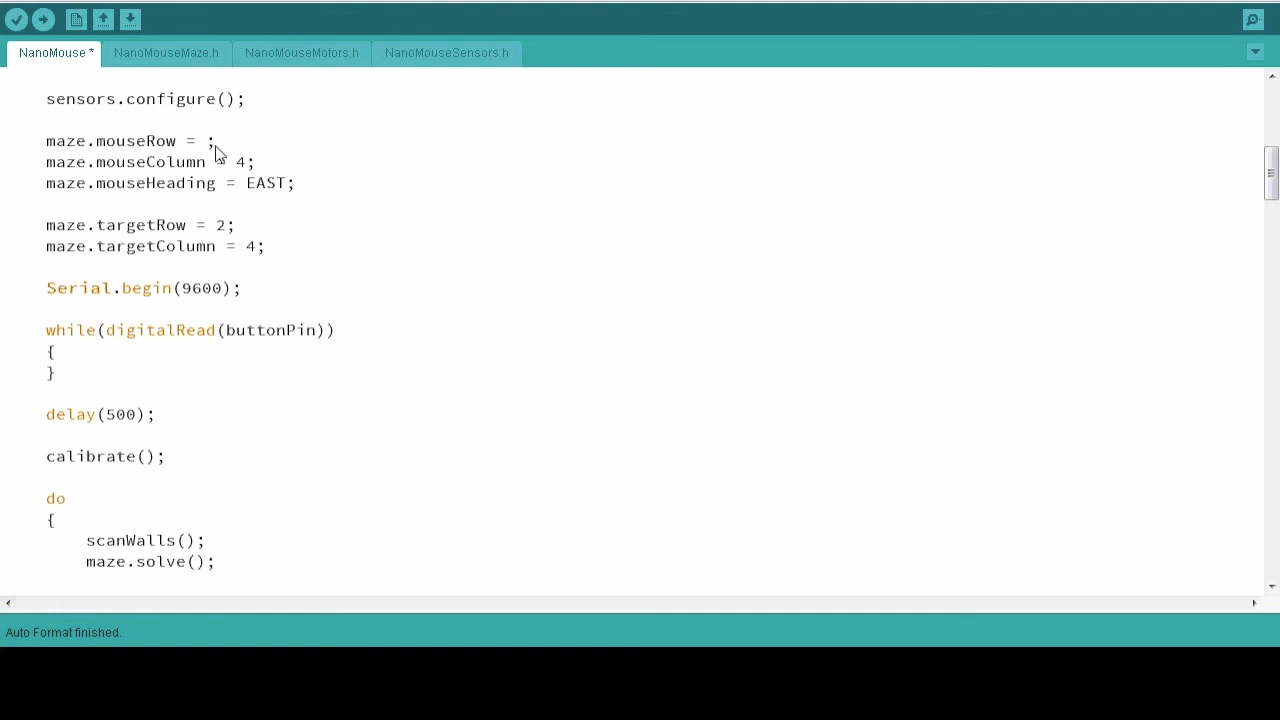 NanoMouse * NanoMouseMaze.h NanoMouseMotors.h NanoMouseSensors.h
sensors.configure();
maze.mouseRow = ;
maze.mouseColumn 4;
maze.mouseHeading = EAST;
maze.targetRow = 2;
maze.targetColumn = 4;
Serial.begin(9600);
while(digitalRead(buttonPin))
{
}
delay(500);
calibrate();
do
{
scanWalls();
maze.solve();
Auto Format finished.